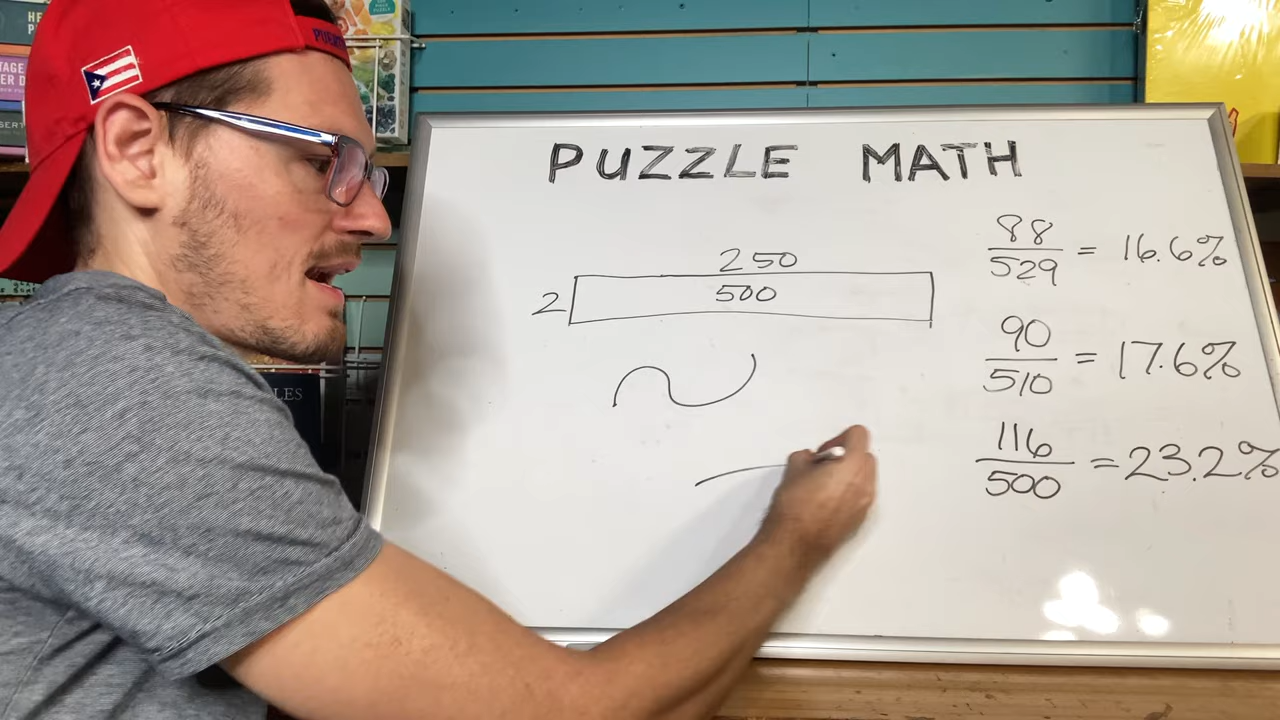 PUZZLE MATH
250
2
500
88
529 = 16.6%
90
510 = 17.6%
116
500 = 23.2%